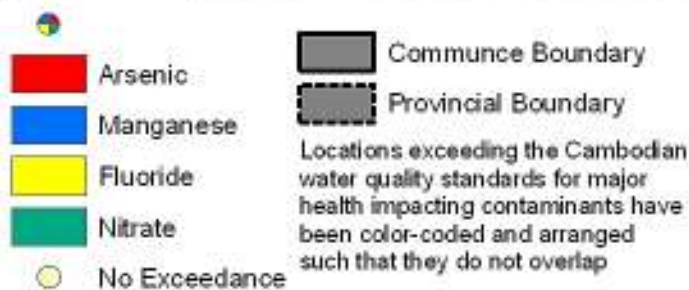 Arsenic
Manganese
Fluoride
Nitrate
No Exceedance
Communce Boundary
Provincial Boundary
Locations exceeding the Cambodian
water quality standards for major
health impacting contaminants have
been color-coded and arranged
such that they do not overlap